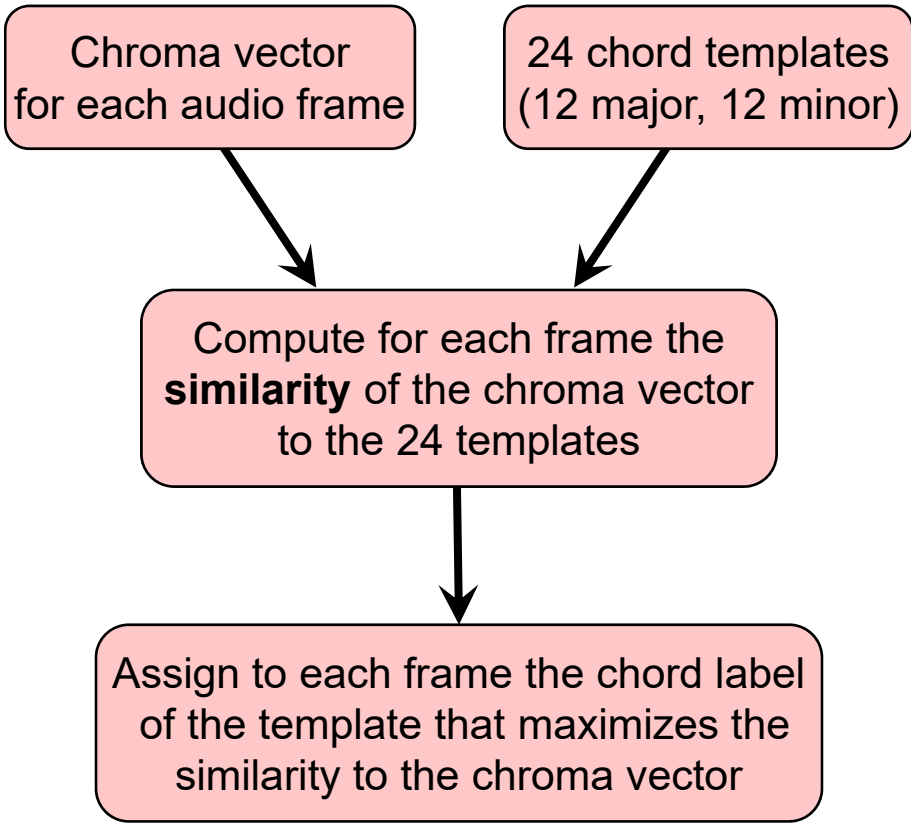 Chroma vector
for each audio frame
24 chord templates
(12 major, 12 minor)
Compute for each frame the
similarity of the chroma vector
to the 24 templates
Assign to each frame the chord label
of the template that maximizes the
similarity to the chroma vector